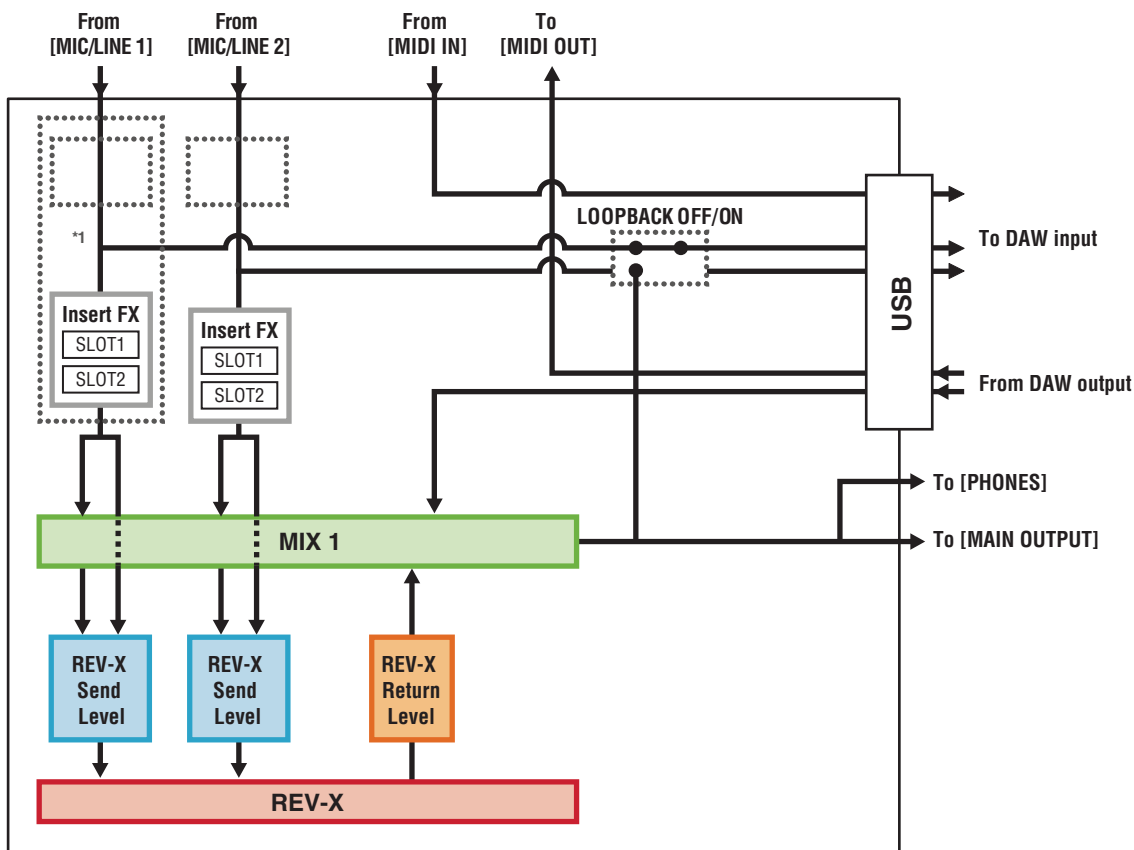 From
[MIC/LINE 1]
From
[MIC/LINE 2]
From
[MIDI IN]
To
[MIDI OUT]
LOOPBACK OFF/ON
*1
Insert FX
SLOT1
SLOT2
Insert FX
SLOT1
SLOT2
USB
To DAW input
From DAW output
To [PHONES]
To [MAIN OUTPUT]
MIX 1
REV-X
Send
Level
REV-X
Send
Level
REV-X
Return
Level
REV-X